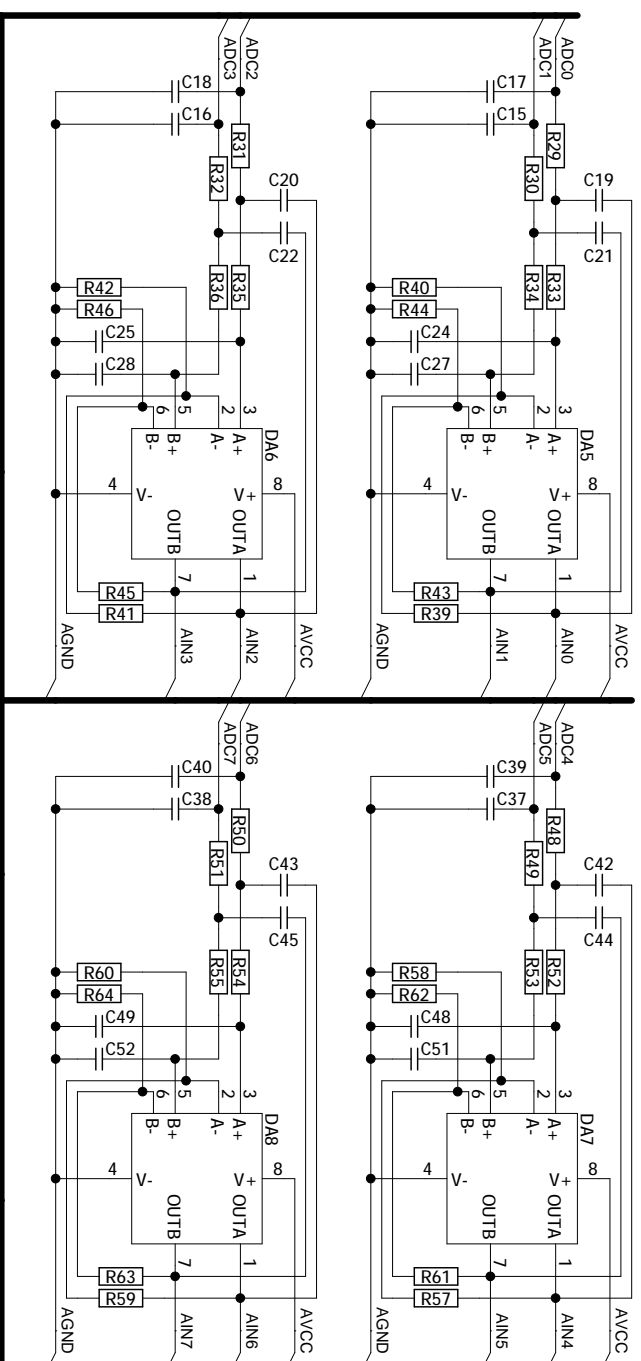 ADC3
ADC2
C18
C16
R31
R32
C20
C22
R36
R35
R42
R46
C25
C28
6
5
2
3
B-
B+
A-
A+
DA6
4
V-
V+
8
OUTB
OUTA
7
1
R45
R41
AGND
AIN3
AIN2
AVCC
ADC1
ADC0
C17
C15
R29
R30
C19
C21
R34
R33
R40
R44
C24
C27
6
5
2
3
B-
B+
A-
A+
DA5
4
V-
V+
8
OUTB
OUTA
7
1
R43
R39
AGND
AIN1
AIN0
AVCC
ADC7
ADC6
C40
C38
R50
R51
C43
C45
R55
R54
R60
R64
C49
C52
6
5
2
3
B-
B+
A-
A+
DA8
4
V-
V+
8
OUTB
OUTA
7
1
R63
R59
AGND
AIN7
AIN6
AVCC
ADC5
ADC4
C39
C37
R48
R49
C42
C44
R53
R52
R58
R62
C48
C51
6
5
2
3
B-
B+
A-
A+
DA7
4
V-
V+
8
OUTB
OUTA
7
1
R61
R57
AGND
AIN5
AIN4
AVCC